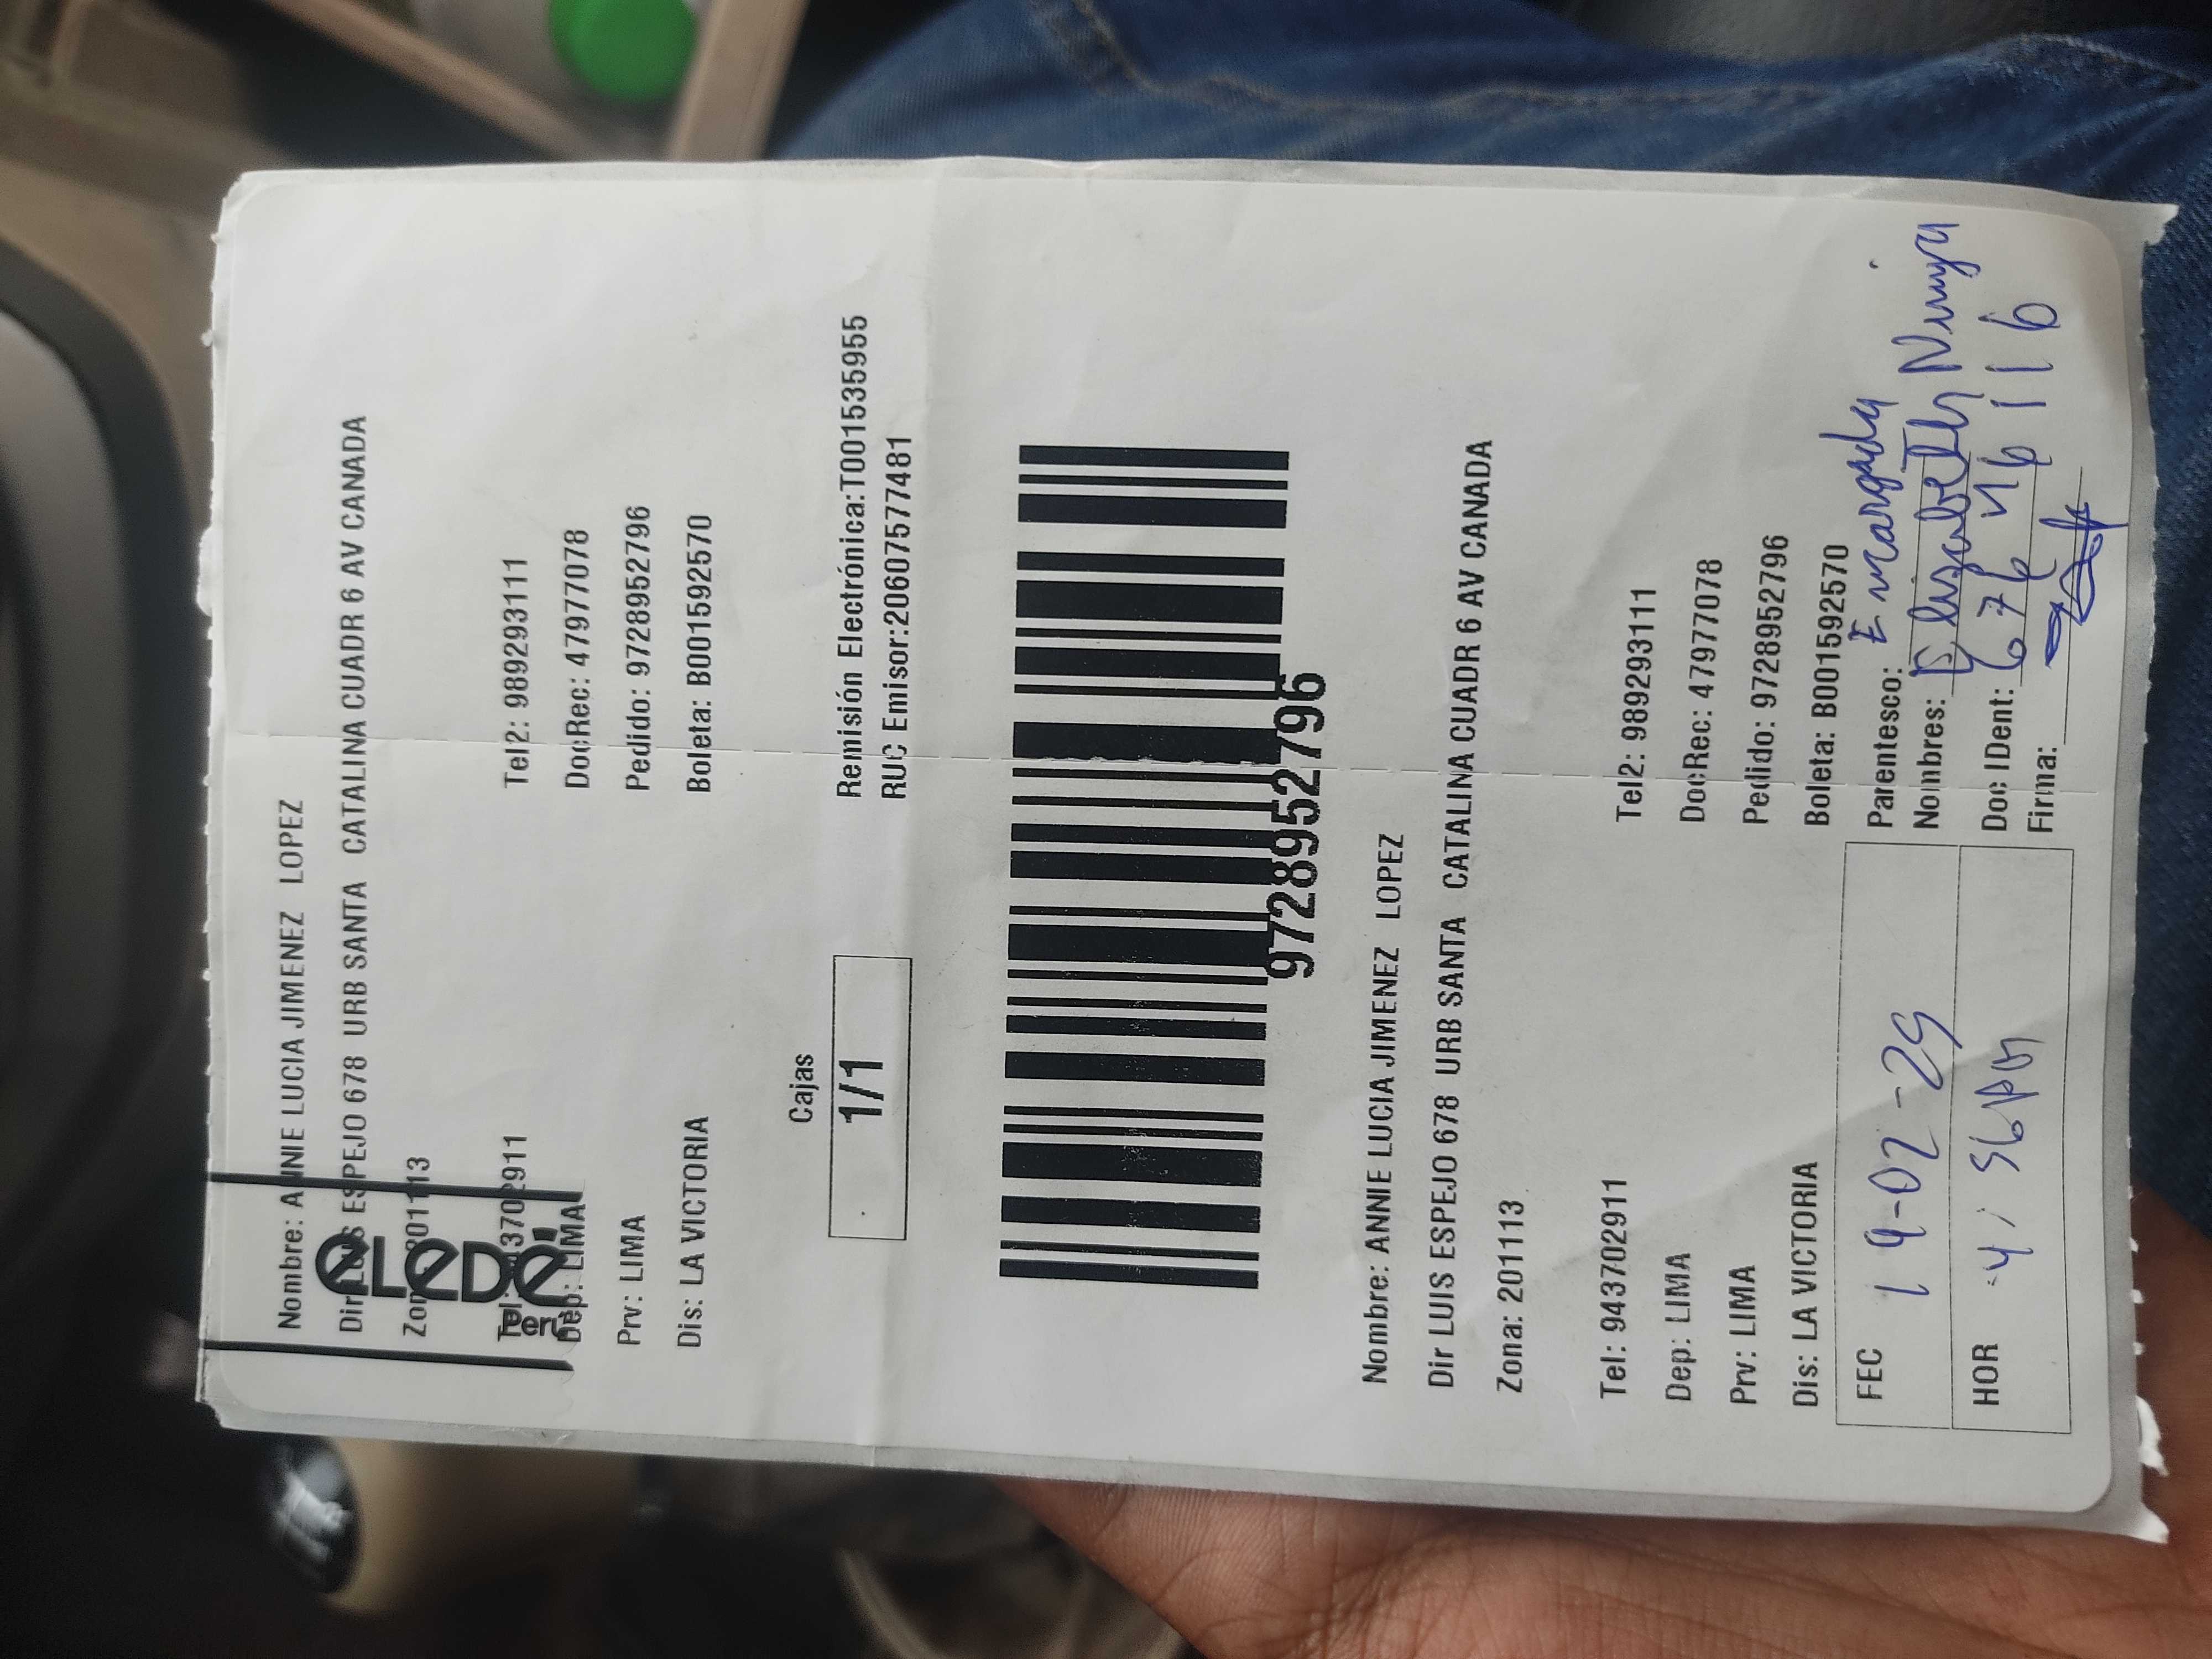 Nombre: ANNIE LUCIA JIMENEZ LOPEZ
Dir LUIS ESPEJO 678 URB SANTA CATALINA CUADR 6 AV CANADA
Zona: 201113
Tel: 943702911 Tel2: 989293111
Dep: LIMA DocRec: 47977078
Prv: LIMA Pedido: 9728952796
Dis: LA VICTORIA Boleta: B001592570
Cajas
1/1
Remisión Electrónica:T001535955
RUC Emisor:20607577481
9728952796
Nombre: ANNIE LUCIA JIMENEZ LOPEZ
Dir LUIS ESPEJO 678 URB SANTA CATALINA CUADR 6 AV CANADA
Zona: 201113
Tel: 943702911 Tel2: 989293111
Dep: LIMA DocRec: 47977078
Prv: LIMA Pedido: 9728952796
Dis: LA VICTORIA Boleta: B001592570
FEC 19-02-25
HOR
Parentesco: Emargada
Nombres:
Doc IDent:
Firma: